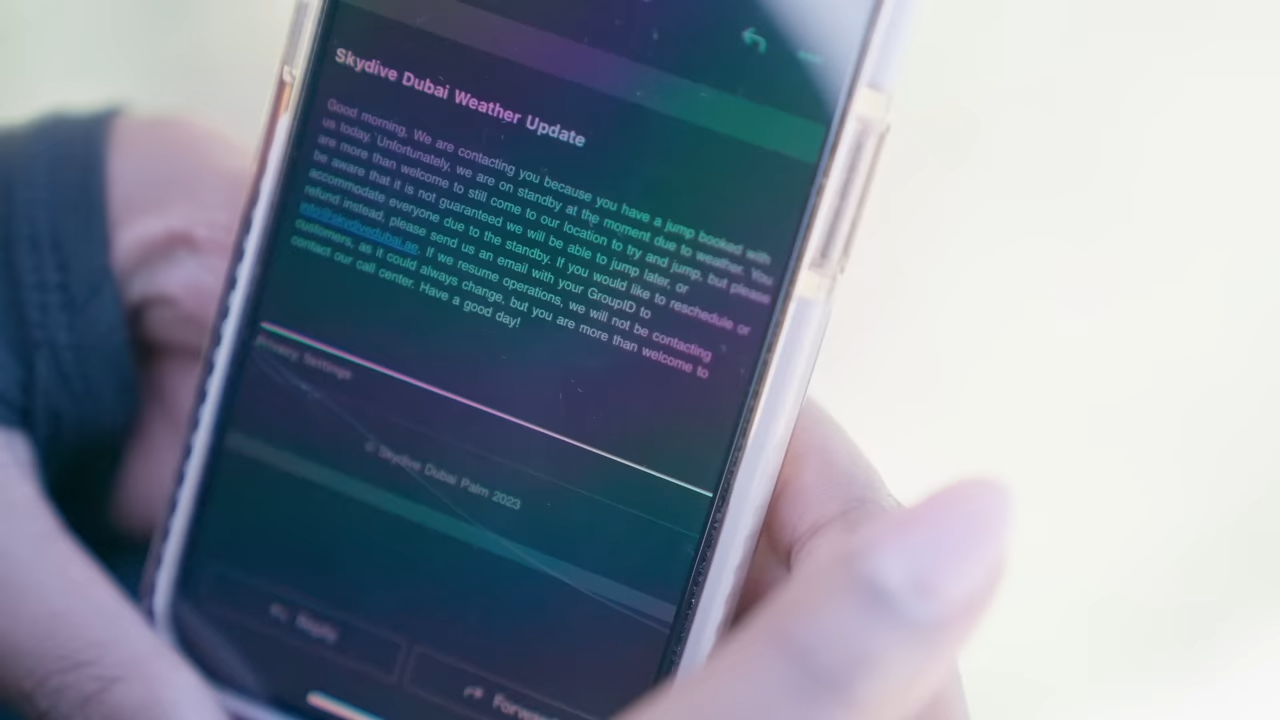 Skydive Dubai Weather Update
Good morning, We are contacting you because you have a jump booked with
us today. Unfortunately, we are on standby at the moment due to weather. You
are more than welcome to still come to our location to try and jump, but please
be aware that it is not guaranteed we will be able to jump later, or
accommodate everyone due to the standby. If you would like to reschedule or
refund instead, please send us an email with your GroupID to
info@skydivedubai.ae. If we resume operations, we will not be contacting
customers, as it could always change, but you are more than welcome to
contact our call center. Have a good day!
Privacy Settings
© Skydive Dubai Palm 2023
Reply
Forward